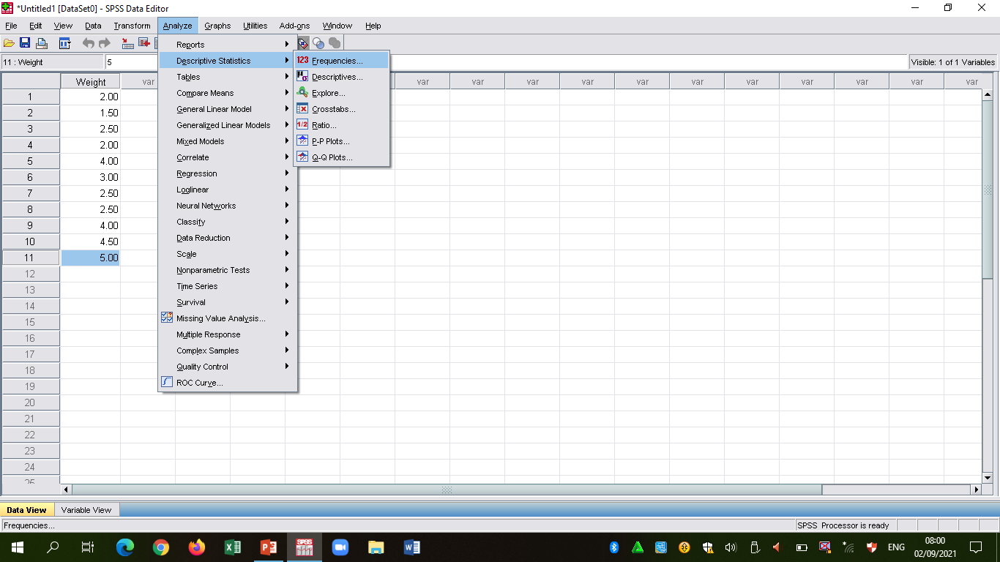 *Untitled1 [DataSet0] - SPSS Data Editor
File Edit View Data Transform Analyze Graphs Utilities Add-ons Window Help
11 : Weight 5 Visible: 1 of 1 Variables
Weight var var var var var var var var var var var var
1 2.00
2 1.50
3 2.50
4 2.00
5 4.00
6 3.00
7 2.50
8 2.50
9 4.00
10 4.50
11 5.00
12
13
14
15
16
17
18
19
20
21
22
23
24
25
Reports
Descriptive Statistics
Tables
Compare Means
General Linear Model
Generalized Linear Models
Mixed Models
Correlate
Regression
Loglinear
Neural Networks
Classify
Data Reduction
Scale
Nonparametric Tests
Time Series
Survival
Missing Value Analysis...
Multiple Response
Complex Samples
Quality Control
ROC Curve...
123 Frequencies...
Descriptives...
Explore...
Crosstabs...
1/2 Ratio...
P-P Plots...
Q-Q Plots...
Data View Variable View
Frequencies... SPSS Processor is ready
SPSS ENG 08:00
02/09/2021